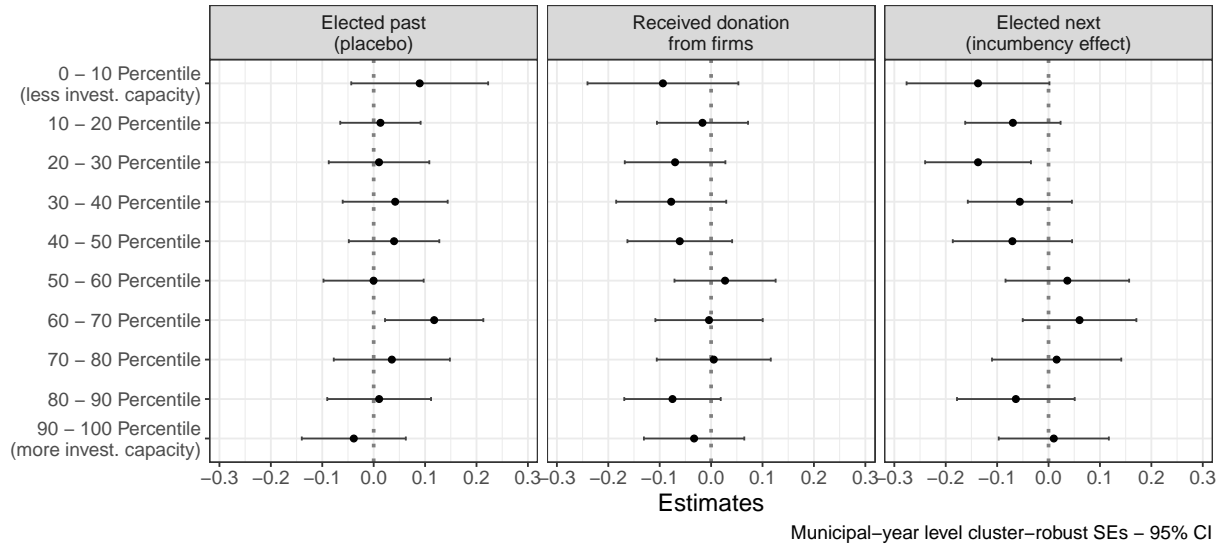 Elected past
(placebo)
Received donation
from firms
Elected next
(incumbency effect)
0 − 10 Percentile
(less invest. capacity)
10 − 20 Percentile
20 − 30 Percentile
30 − 40 Percentile
40 − 50 Percentile
50 − 60 Percentile
60 − 70 Percentile
70 − 80 Percentile
80 − 90 Percentile
90 − 100 Percentile
(more invest. capacity)
−0.3 −0.2 −0.1 0.0 0.1 0.2 0.3 −0.3 −0.2 −0.1 0.0 0.1 0.2 0.3 −0.3 −0.2 −0.1 0.0 0.1 0.2 0.3
Estimates
Municipal−year level cluster−robust SEs − 95% CI